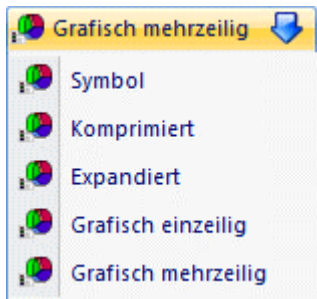 Grafisch mehrzeilig
Symbol
Komprimiert
Expandiert
Grafisch einzeilig
Grafisch mehrzeilig